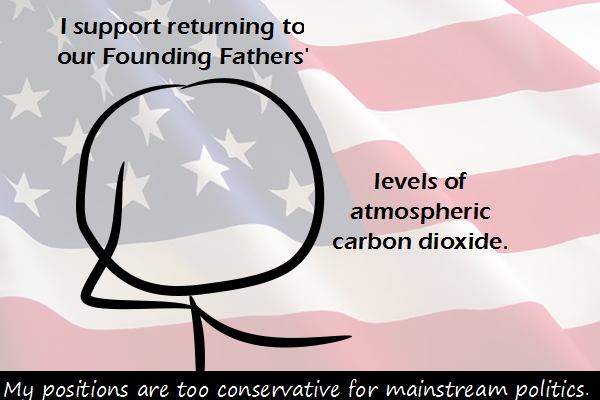 I support returning to
our Founding Fathers'
levels of
atmospheric
carbon dioxide.
My positions are too conservative for mainstream politics.